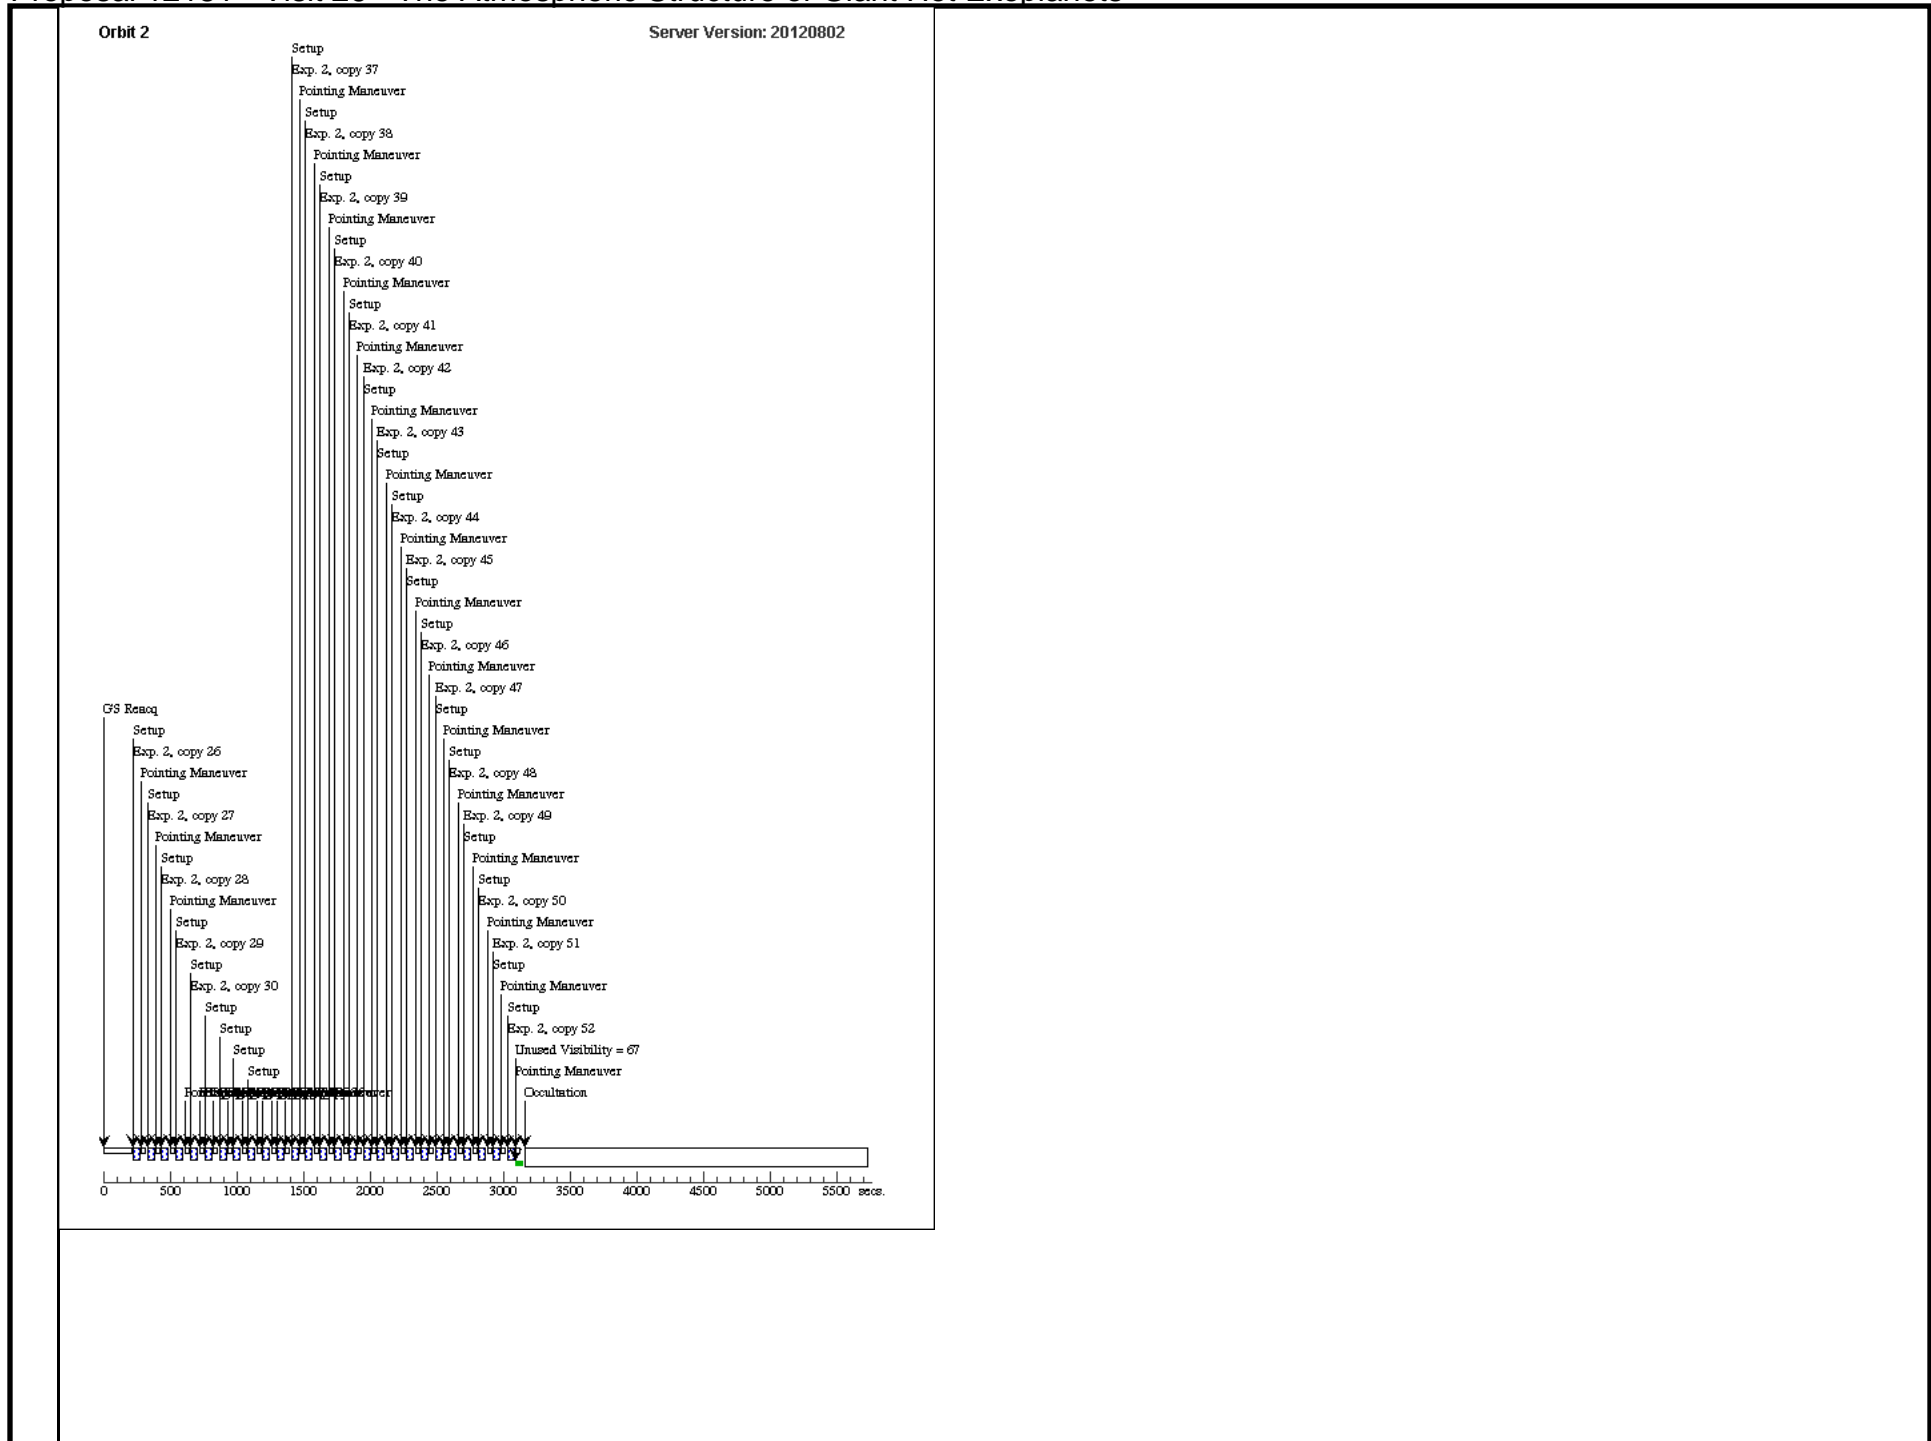 Orbit 2
Server Version: 20120802
Setup
Exp. 2, copy 37
Pointing Maneuver
Setup
Exp. 2, copy 38
Pointing Maneuver
Setup
Exp. 2, copy 39
Pointing Maneuver
Setup
Exp. 2, copy 40
Pointing Maneuver
Setup
Exp. 2, copy 41
Pointing Maneuver
Exp. 2, copy 42
Setup
Pointing Maneuver
Exp. 2, copy 43
Setup
Pointing Maneuver
Setup
Exp. 2, copy 44
Pointing Maneuver
Exp. 2, copy 45
Setup
Pointing Maneuver
Setup
Exp. 2, copy 46
Pointing Maneuver
Exp. 2, copy 47
GS Reacq
Setup
Setup
Pointing Maneuver
Exp. 2, copy 26
Setup
Pointing Maneuver
Exp. 2, copy 48
Setup
Pointing Maneuver
Exp. 2, copy 27
Exp. 2, copy 49
Pointing Maneuver
Setup
Setup
Pointing Maneuver
Exp. 2, copy 28
Setup
Pointing Maneuver
Exp. 2, copy 50
Setup
Pointing Maneuver
Exp. 2, copy 29
Exp. 2, copy 51
Setup
Setup
Exp. 2, copy 30
Pointing Maneuver
Setup
Setup
Setup
Exp. 2, copy 52
Setup
Unused Visibility = 67
Setup
Pointing Maneuver
Occultation
0 500 1000 1500 2000 2500 3000 3500 4000 4500 5000 5500 secs.